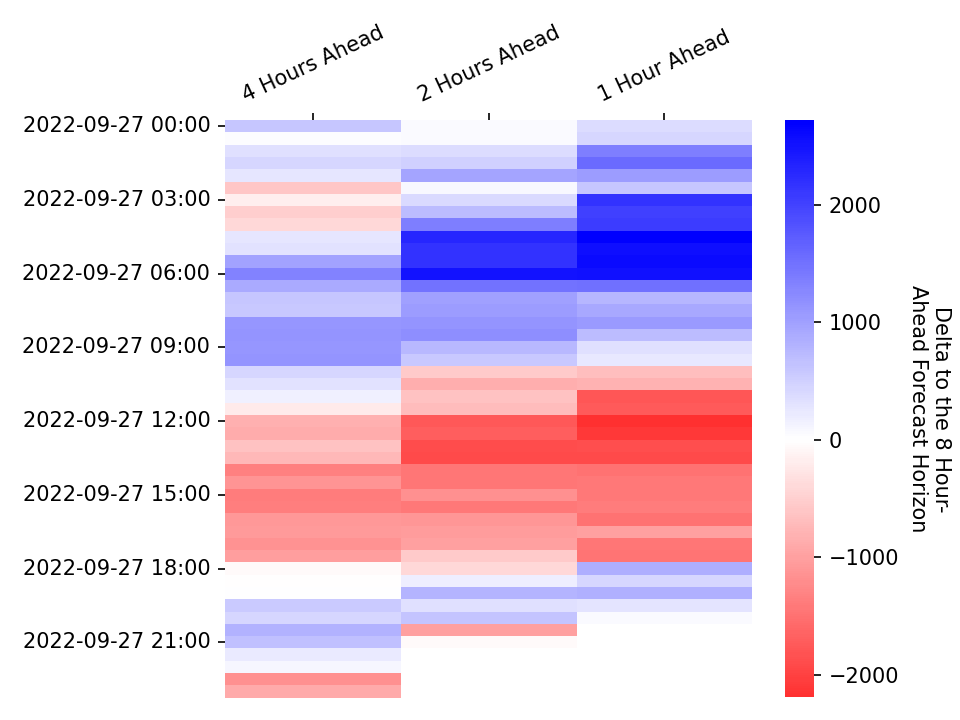 4 Hours Ahead
2 Hours Ahead
1 Hour Ahead
2022-09-27 00:00
2022-09-27 03:00
2022-09-27 06:00
2022-09-27 09:00
2022-09-27 12:00
2022-09-27 15:00
2022-09-27 18:00
2022-09-27 21:00
2000
1000
0
−1000
−2000
Delta to the 8 Hour-
Ahead Forecast Horizon